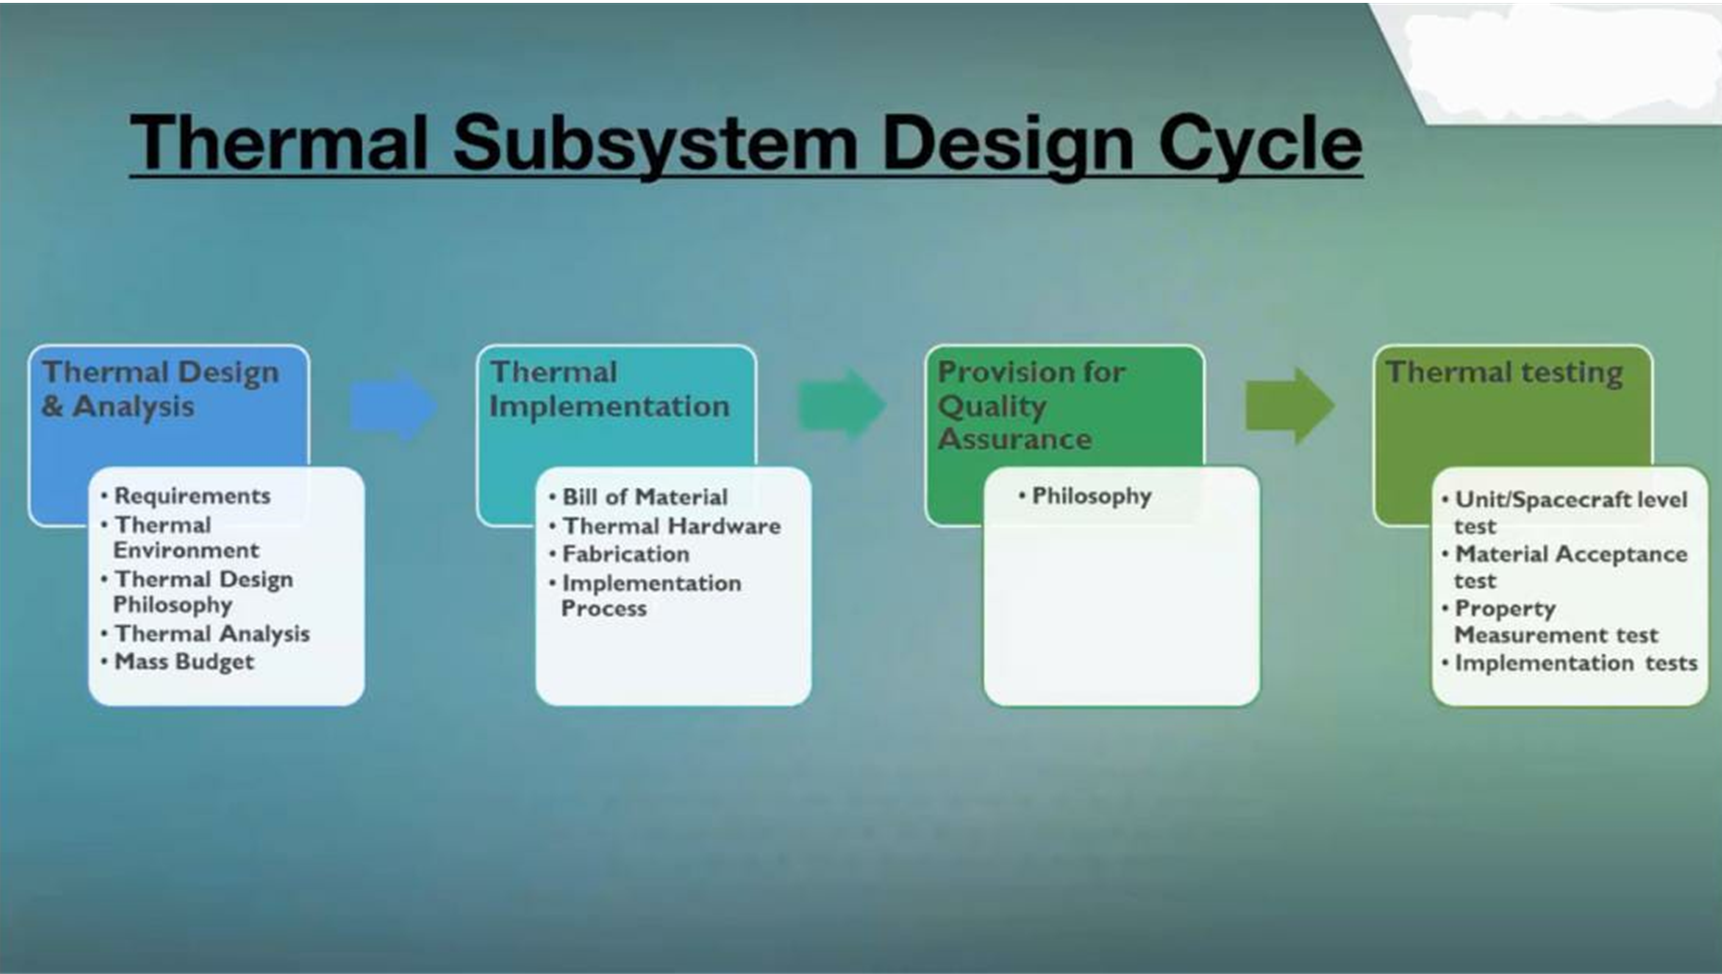 Thermal Subsystem Design Cycle
Thermal Design
& Analysis
• Requirements
• Thermal
Environment
• Thermal Design
Philosophy
• Thermal Analysis
• Mass Budget
Thermal
Implementation
• Bill of Material
• Thermal Hardware
• Fabrication
• Implementation
Process
Provision for
Quality
Assurance
• Philosophy
Thermal testing
• Unit/Spacecraft level
test
• Material Acceptance
test
• Property
Measurement test
• Implementation tests